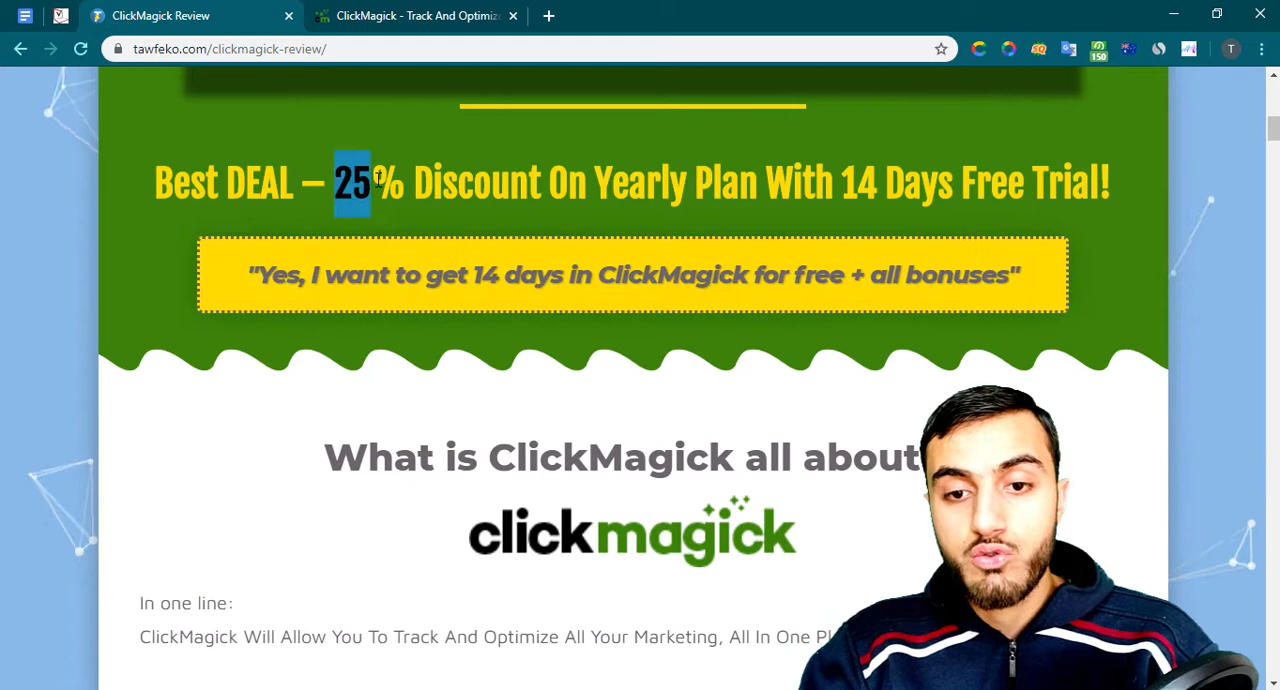 ClickMagick Review
ClickMagick - Track And Optimize
tawfeko.com/clickmagick-review/
150
T
Best DEAL – 25% Discount On Yearly Plan With 14 Days Free Trial!
"Yes, I want to get 14 days in ClickMagick for free + all bonuses"
What is ClickMagick all about
clickmagick
In one line:
ClickMagick Will Allow You To Track And Optimize All Your Marketing, All In One